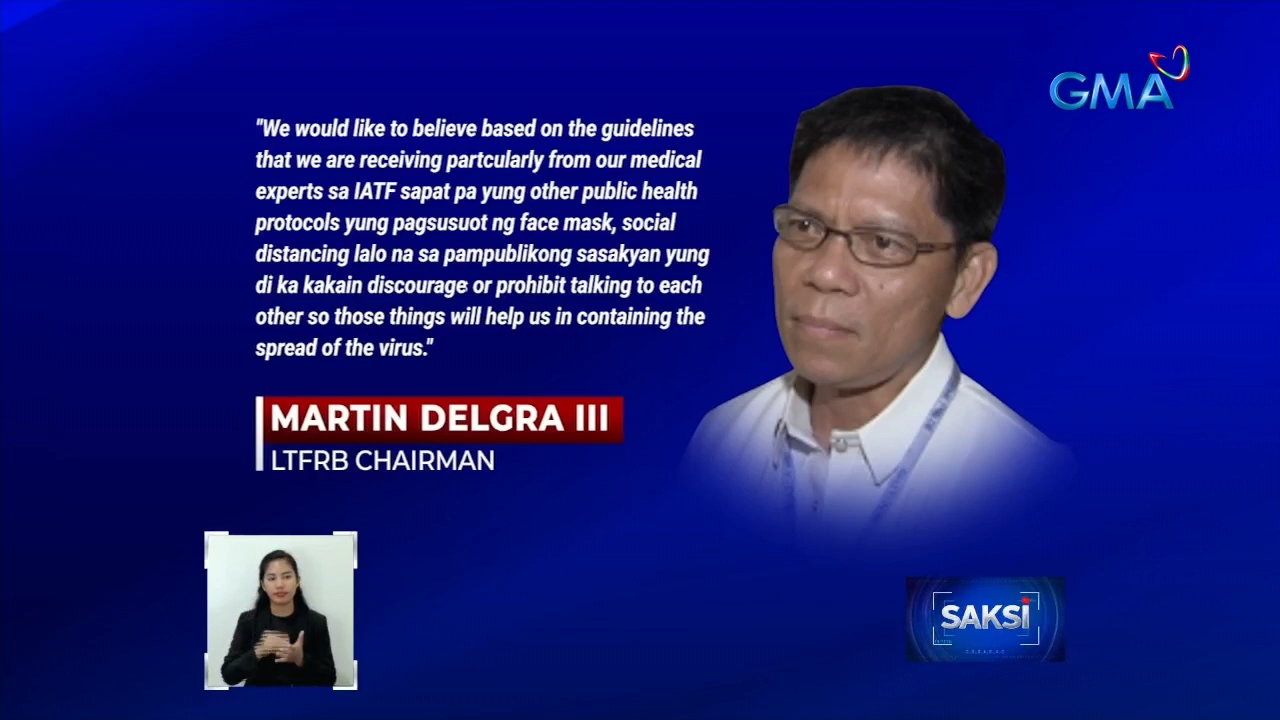 GMA
"We would like to believe based on the guidelines
that we are receiving partcularly from our medical
experts sa IATF sapat pa yung other public health
protocols yung pagsusuot ng face mask, social
distancing lalo na sa pampublikong sasakyan yung
di ka kakain discourage or prohibit talking to each
other so those things will help us in containing the
spread of the virus."
MARTIN DELGRA III
LTFRB CHAIRMAN
SAKSI